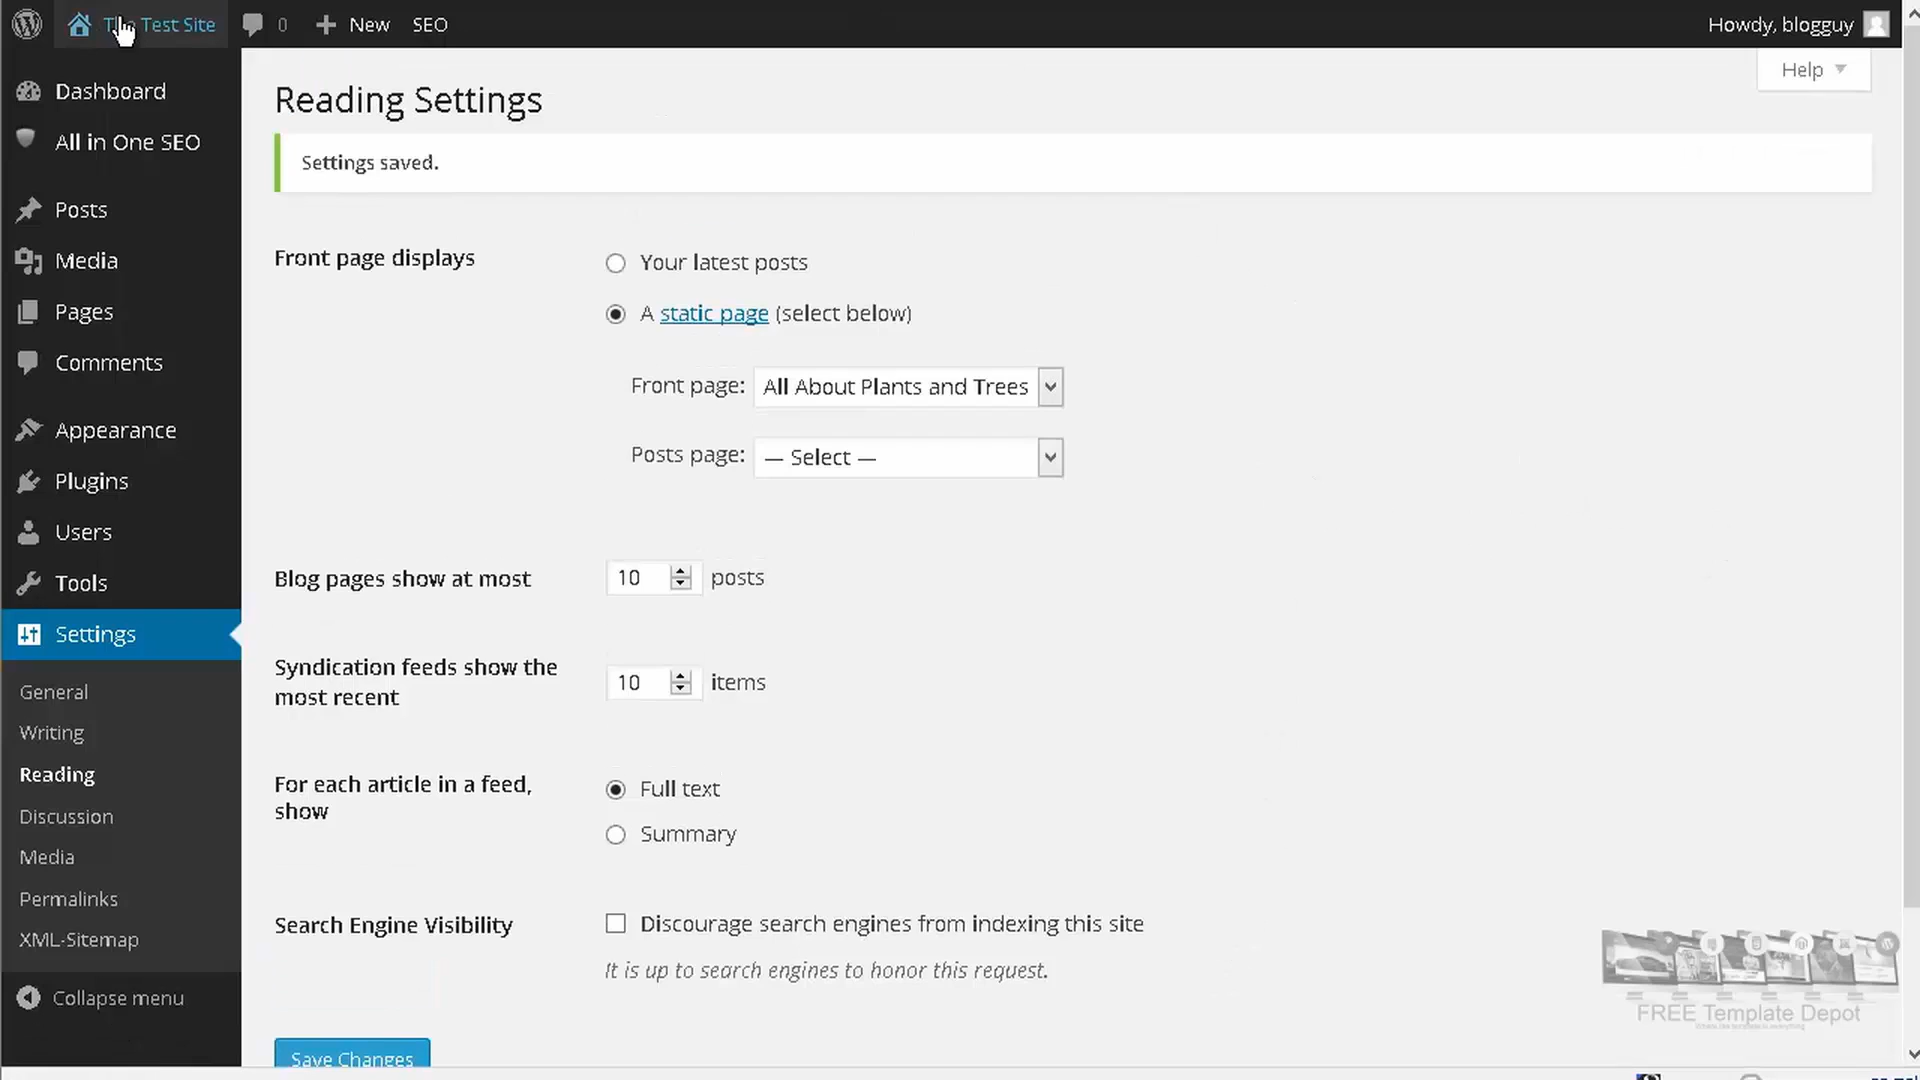 The Test Site 0 New SEO Howdy, blogguy
Help
Dashboard
All in One SEO
Posts
Media
Pages
Comments
Appearance
Plugins
Users
Tools
Settings
General
Writing
Reading
Discussion
Media
Permalinks
XML-Sitemap
Collapse menu
Reading Settings
Settings saved.
Front page displays
Your latest posts
A static page (select below)
Front page: All About Plants and Trees
Posts page: — Select —
Blog pages show at most 10 posts
Syndication feeds show the
most recent
10 items
For each article in a feed,
show
Full text
Summary
Search Engine Visibility
Discourage search engines from indexing this site
It is up to search engines to honor this request.
Save Changes
FREE Template Depot